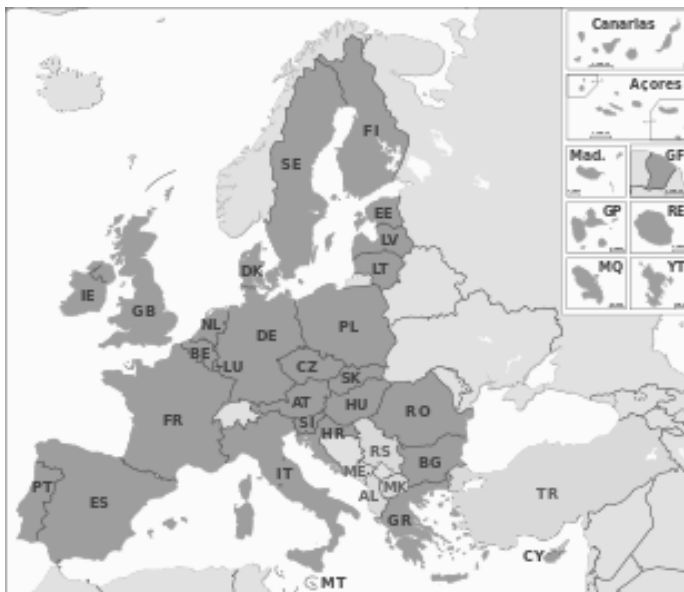 Canarias
Açores
Mad.
GF
GP
RE
MQ
YT
FI
SE
EE
LV
LT
DK
IE
GB
NL
DE
PL
BE
LU
CZ
SK
AT
HU
FR
SI
HR
RO
RS
IT
BG
ME
MK
AL
PT
ES
TR
GR
CY
MT